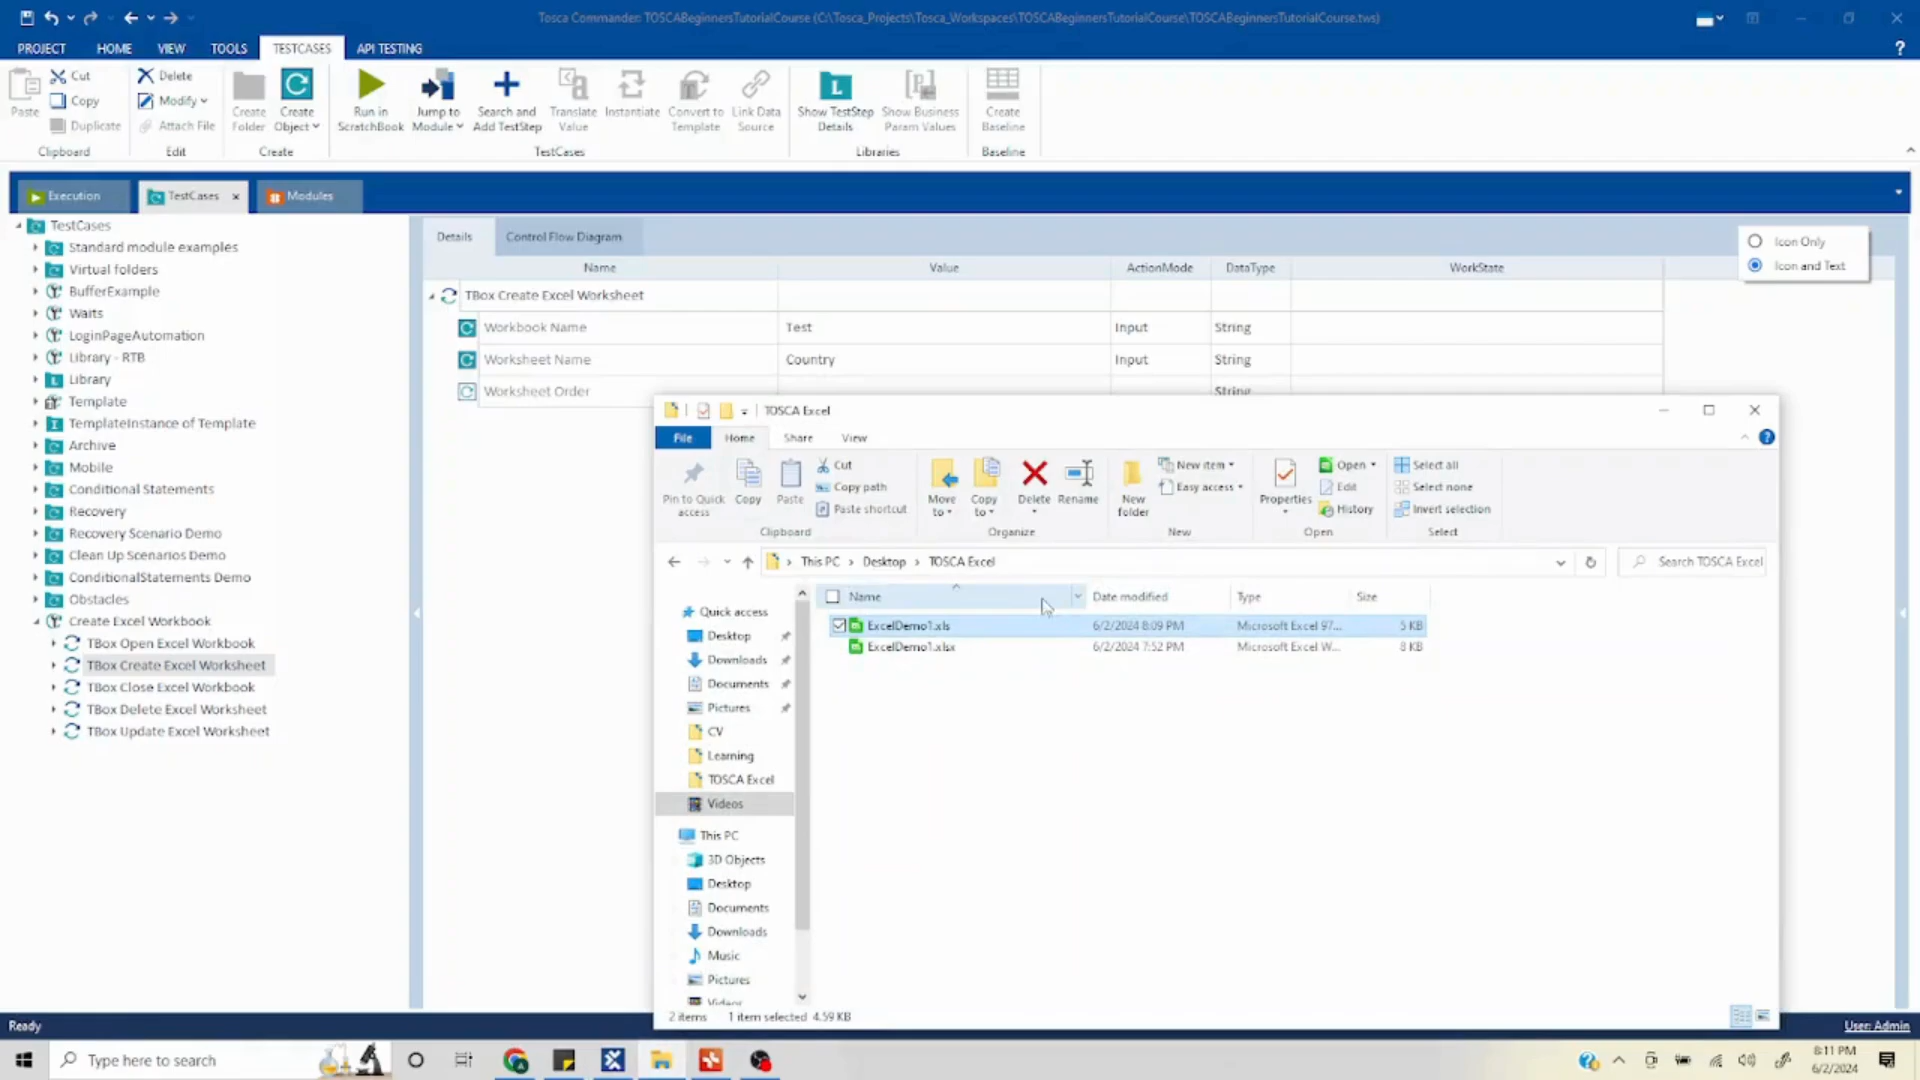 Tosca Commander: TOSCABeginnersTutorialCourse (C:\Tosca_Projects\Tosca_Workspaces\TOSCABeginnersTutorialCourse\TOSCABeginnersTutorialCourse.tws)
PROJECT HOME VIEW TOOLS TESTCASES API TESTING ?
Paste Cut Copy Duplicate
Clipboard
Delete Modify Attach File
Edit
Create Folder Create Object
Create
Run in ScratchBook Jump to Module Search and Add TestStep Translate Value Instantiate Convert to Template Link Data Source
TestCases
Show TestStep Details Show Business Param Values
Libraries
Create Baseline
Baseline
Execution TestCases x Modules
TestCases
Standard module examples
Virtual folders
BufferExample
Waits
LoginPageAutomation
Library - RTB
Library
Template
TemplateInstance of Template
Archive
Mobile
Conditional Statements
Recovery
Recovery Scenario Demo
Clean Up Scenarios Demo
ConditionalStatements Demo
Obstacles
Create Excel Workbook
TBox Open Excel Workbook
TBox Create Excel Worksheet
TBox Close Excel Workbook
TBox Delete Excel Worksheet
TBox Update Excel Worksheet
Details Control Flow Diagram
Icon Only
Icon and Text
Name Value ActionMode DataType WorkState
TBox Create Excel Worksheet
Workbook Name Test Input String
Worksheet Name Country Input String
Worksheet Order String
TOSCA Excel
File Home Share View
Pin to Quick access Copy Paste Cut Copy path Paste shortcut
Clipboard
Move to Copy to Delete Rename
Organize
New folder New item Easy access
New
Properties Open Edit History
Open
Select all Select none Invert selection
Select
This PC Desktop TOSCA Excel
Search TOSCA Excel
Name Date modified Type Size
ExcelDemo1.xls 6/2/2024 8:09 PM Microsoft Excel 97... 5 KB
ExcelDemo1.xlsx 6/2/2024 7:52 PM Microsoft Excel W... 8 KB
Quick access
Desktop
Downloads
Documents
Pictures
CV
Learning
TOSCA Excel
Videos
This PC
3D Objects
Desktop
Documents
Downloads
Music
Pictures
Videos
2 items 1 item selected 4.59 KB
Ready
User: Admin
Type here to search
8:11 PM
6/2/2024